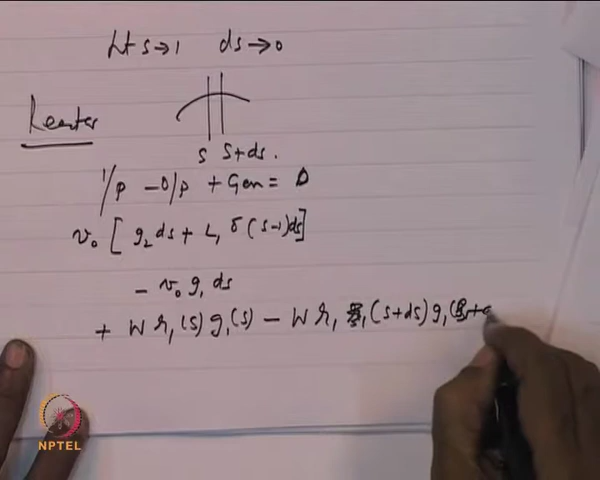 Lt s→1 ds→0
Reactor
s s+ds.
I/p - O/p + Gen = 0
v₀ [ g₂ ds + L₁ δ(s-1)ds]
- v₀ g₁ ds
+ W r₁(s) g₁(s) - W r₁ (s+ds) g₁(
NPTEL